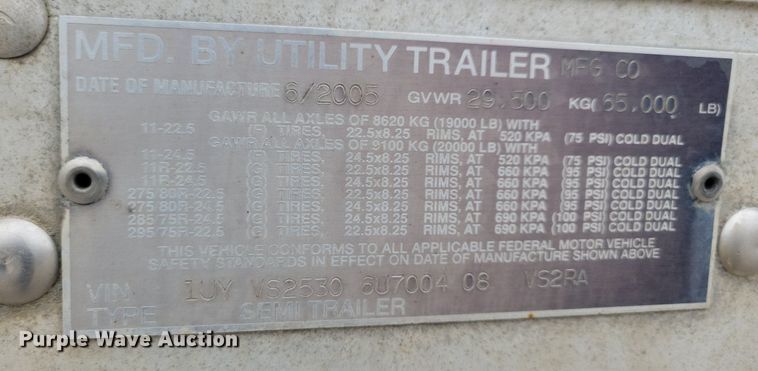 MFD. BY UTILITY TRAILER MFG CO
DATE OF MANUFACTURE 6/2005 GVWR 29.500 KG( 65.000 LB)
GAWR ALL AXLES OF 8620 KG (19000 LB) WITH
11-22.5 (F) TIRES, 22.5x8.25 RIMS, AT 520 KPA (75 PSI) COLD DUAL
GAWR ALL AXLES OF 9100 KG (20000 LB) WITH
11-24.5 (F) TIRES, 24.5x8.25 RIMS, AT 520 KPA (75 PSI) COLD DUAL
11R-22.5 (G) TIRES, 22.5x8.25 RIMS, AT 660 KPA (95 PSI) COLD DUAL
11R-24.5 (G) TIRES, 24.5x8.25 RIMS, AT 660 KPA (95 PSI) COLD DUAL
275 80R-22.5 (G) TIRES, 22.5x8.25 RIMS, AT 660 KPA (95 PSI) COLD DUAL
275 80R-24.5 (G) TIRES, 24.5x8.25 RIMS, AT 660 KPA (95 PSI) COLD DUAL
285 75R-24.5 (G) TIRES, 24.5x8.25 RIMS, AT 690 KPA (100 PSI) COLD DUAL
295 75R-22.5 (G) TIRES, 22.5x8.25 RIMS, AT 690 KPA (100 PSI) COLD DUAL
THIS VEHICLE CONFORMS TO ALL APPLICABLE FEDERAL MOTOR VEHICLE
SAFETY STANDARDS IN EFFECT ON DATE OF MANUFACTURE SHOWN ABOVE
VIN. 1UY VS2530 6U7004 08 VS2RA
TYPE SEMI TRAILER
Purple Wave Auction